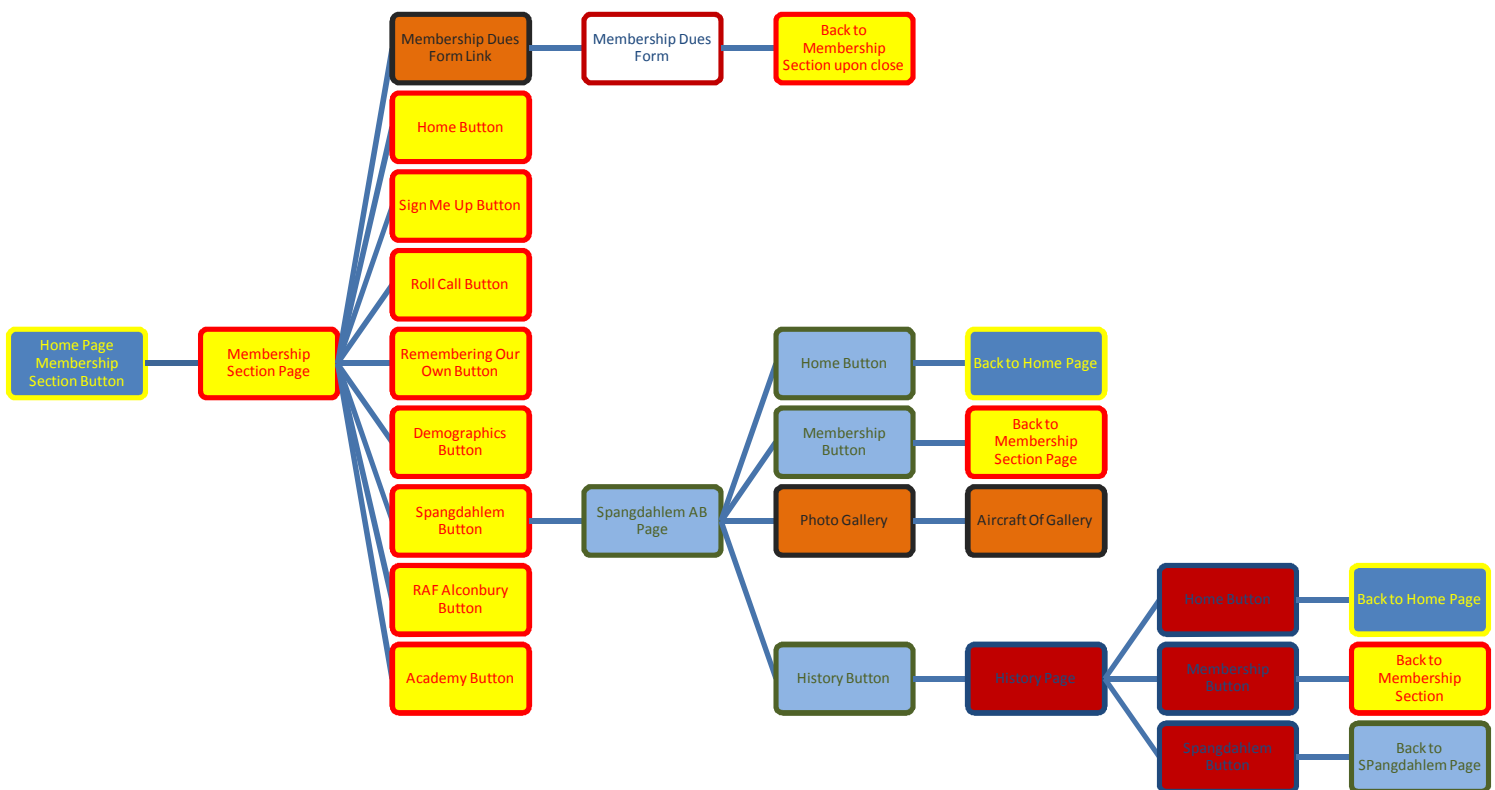 Membership Dues
Form Link
Membership Dues
Form
Back to
Membership
Section upon close
Home Button
Sign Me Up Button
Roll Call Button
Home Page
Membership
Section Button
Membership
Section Page
Remembering Our
Own Button
Home Button
Back to Home Page
Demographics
Button
Membership
Button
Back to
Membership
Section Page
Spangdahlem
Button
Spangdahlem AB
Page
Photo Gallery
Aircraft Of Gallery
RAF Alconbury
Button
Home Button
Back to Home Page
Academy Button
History Button
History Page
Membership
Button
Back to
Membership
Section
Spangdahlem
Button
Back to
SPangdahlem Page